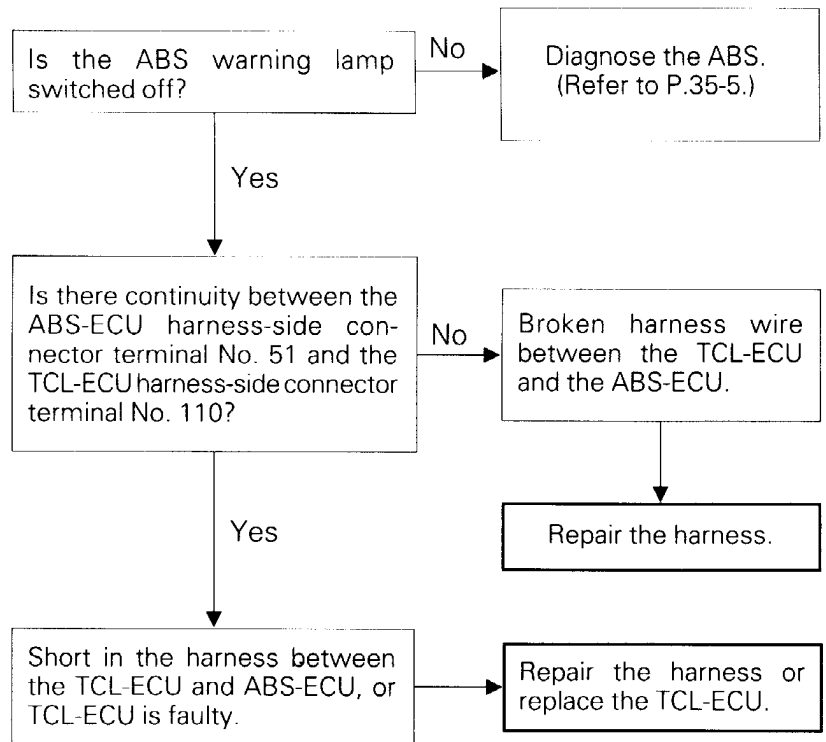 Is the ABS warning lamp
switched off?
No
Diagnose the ABS.
(Refer to P.35-5.)
Yes
Is there continuity between the
ABS-ECU harness-side con-
nector terminal No. 51 and the
TCL-ECU harness-side connector
terminal No. 110?
No
Broken harness wire
between the TCL-ECU
and the ABS-ECU.
Repair the harness.
Yes
Short in the harness between
the TCL-ECU and ABS-ECU, or
TCL-ECU is faulty.
Repair the harness or
replace the TCL-ECU.